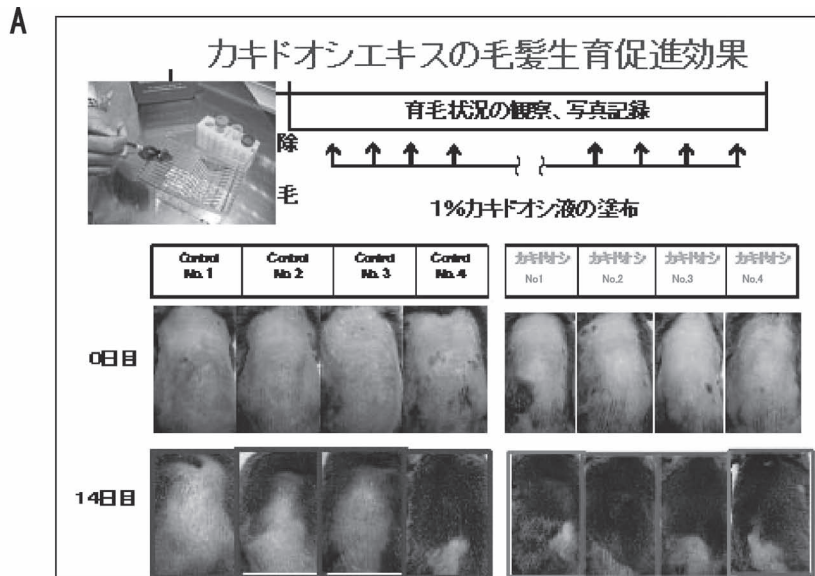 A
カキドオシエキスの毛髪生育促進効果
育毛状況の観察、写真記録
除
毛
1%カキドオシ液の塗布
Control No.1
Control No.2
Control No.3
Control No.4
カキドオシ No1
カキドオシ No.2
カキドオシ No.3
カキドオシ No.4
0日目
14日目